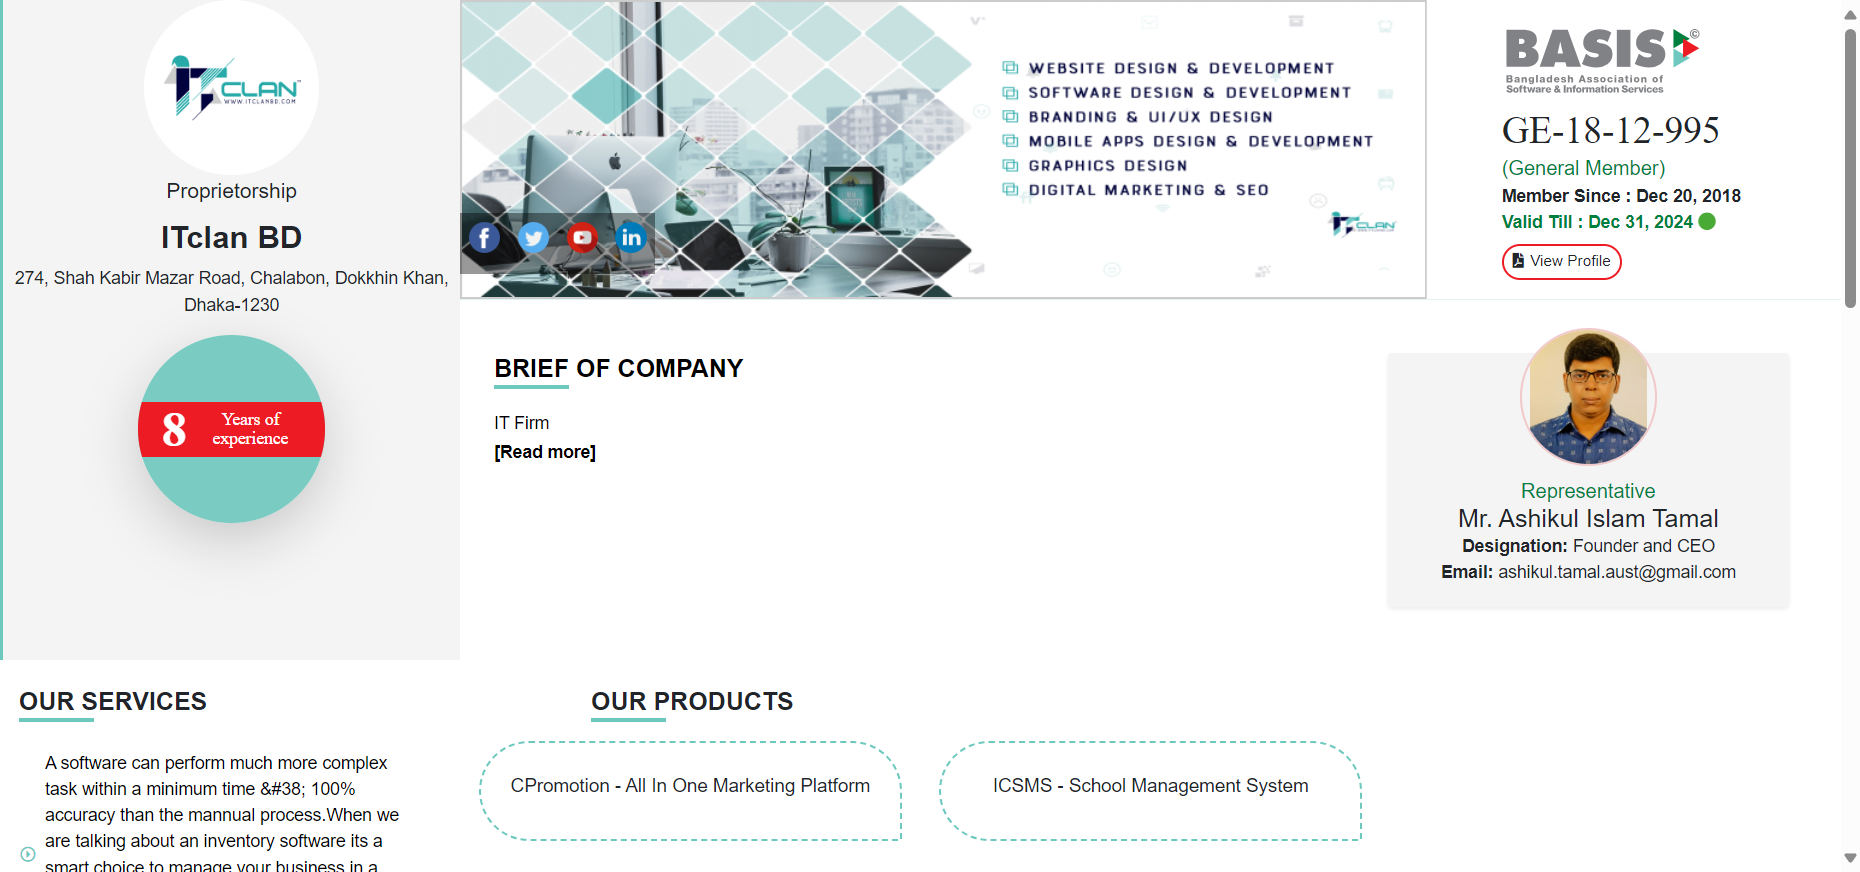 ITCLAN™
WWW.ITCLANBD.COM
Proprietorship
ITclan BD
274, Shah Kabir Mazar Road, Chalabon, Dokkhin Khan,
Dhaka-1230
8 Years of
experience
WEBSITE DESIGN & DEVELOPMENT
SOFTWARE DESIGN & DEVELOPMENT
BRANDING & UI/UX DESIGN
MOBILE APPS DESIGN & DEVELOPMENT
GRAPHICS DESIGN
DIGITAL MARKETING & SEO
ITCLAN
BASIS©
Bangladesh Association of
Software & Information Services
GE-18-12-995
(General Member)
Member Since : Dec 20, 2018
Valid Till : Dec 31, 2024
View Profile
BRIEF OF COMPANY
IT Firm
[Read more]
Representative
Mr. Ashikul Islam Tamal
Designation: Founder and CEO
Email: ashikul.tamal.aust@gmail.com
OUR SERVICES
A software can perform much more complex
task within a minimum time &#38; 100%
accuracy than the mannual process.When we
are talking about an inventory software its a
smart choice to manage your business in a
OUR PRODUCTS
CPromotion - All In One Marketing Platform
ICSMS - School Management System